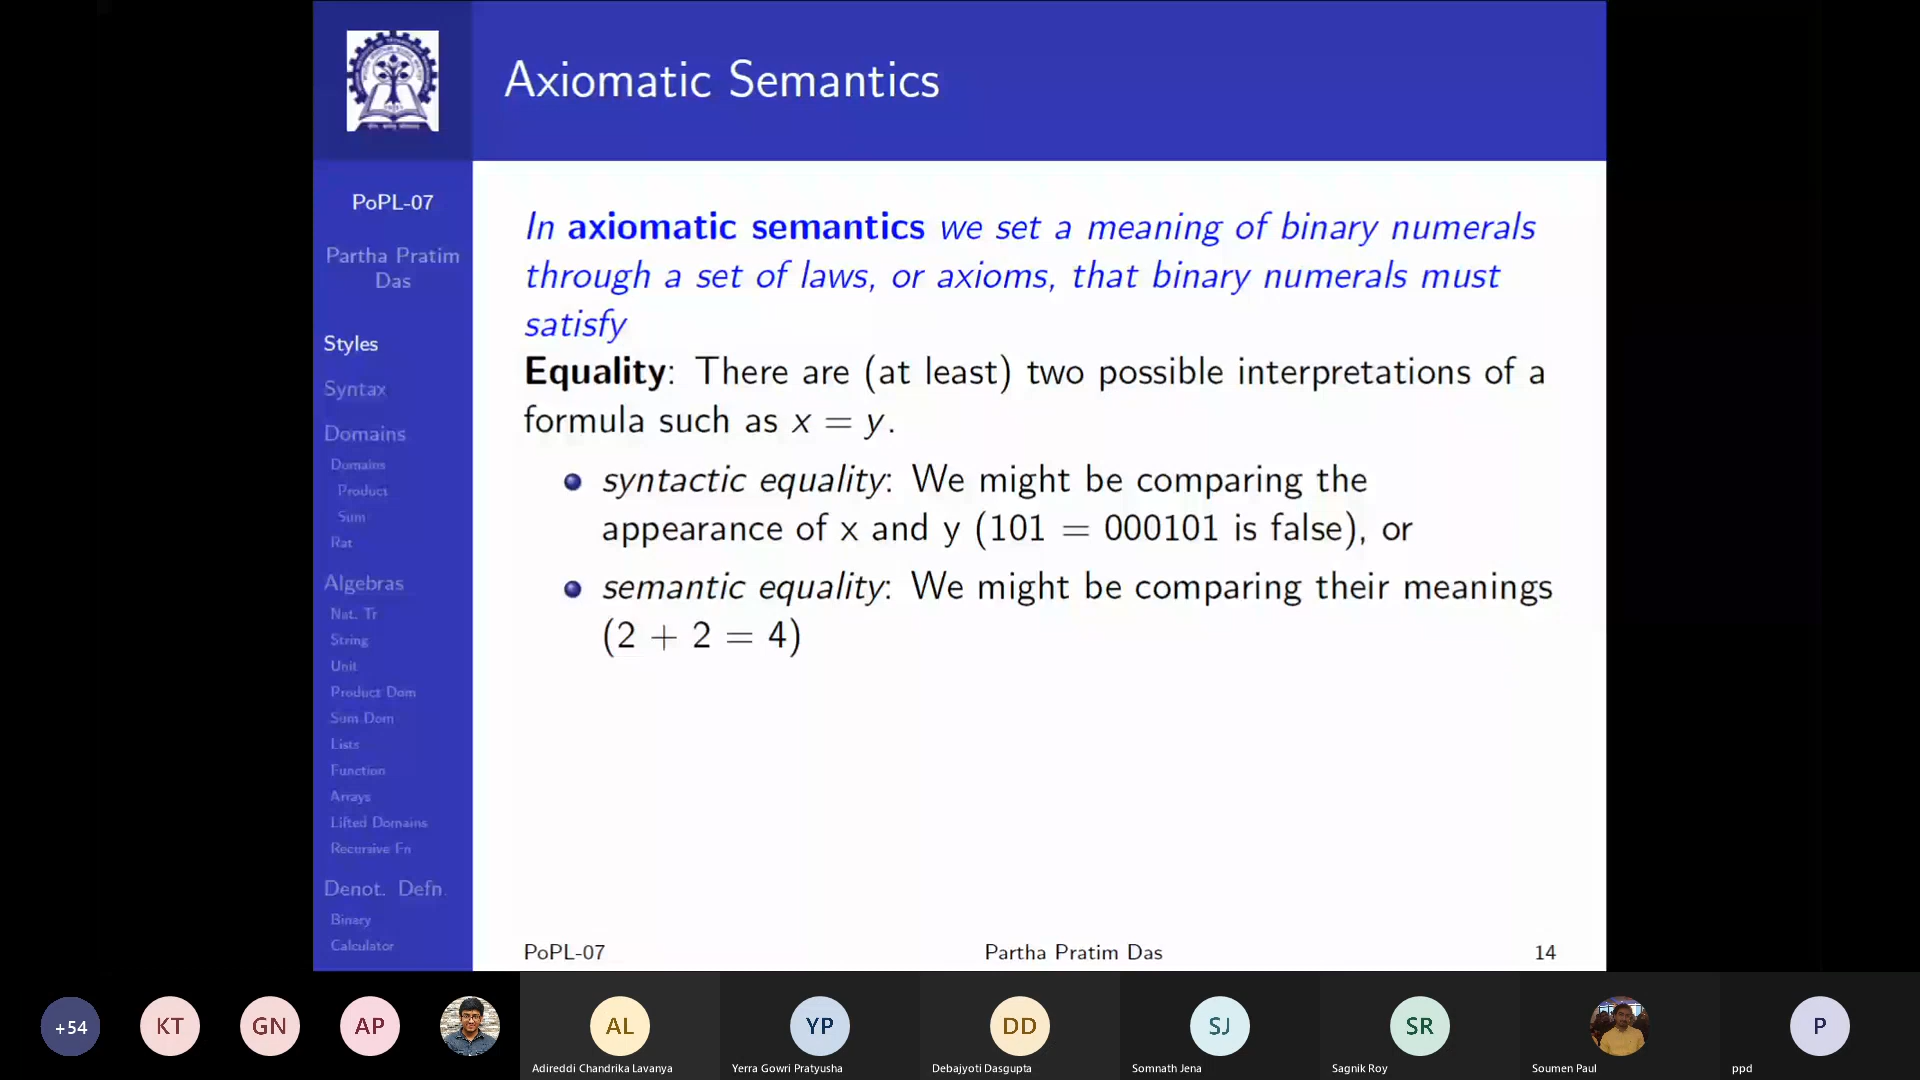 Axiomatic Semantics
PoPL-07
Partha Pratim
Das
Styles
Syntax
Domains
Domains
Product
Sum
Rat
Algebras
Nat. Tr
String
Unit
Product Dom
Sum Dom
Lists
Function
Arrays
Lifted Domains
Recursive Fn
Denot. Defn.
Binary
Calculator
In axiomatic semantics we set a meaning of binary numerals
through a set of laws, or axioms, that binary numerals must
satisfy
Equality: There are (at least) two possible interpretations of a
formula such as x = y.
syntactic equality: We might be comparing the
appearance of x and y (101 = 000101 is false), or
semantic equality: We might be comparing their meanings
(2 + 2 = 4)
PoPL-07 Partha Pratim Das 14
+54 KT GN AP AL YP DD SJ SR P
Adireddi Chandrika Lavanya Yerra Gowri Pratyusha Debajyoti Dasgupta Somnath Jena Sagnik Roy Soumen Paul ppd